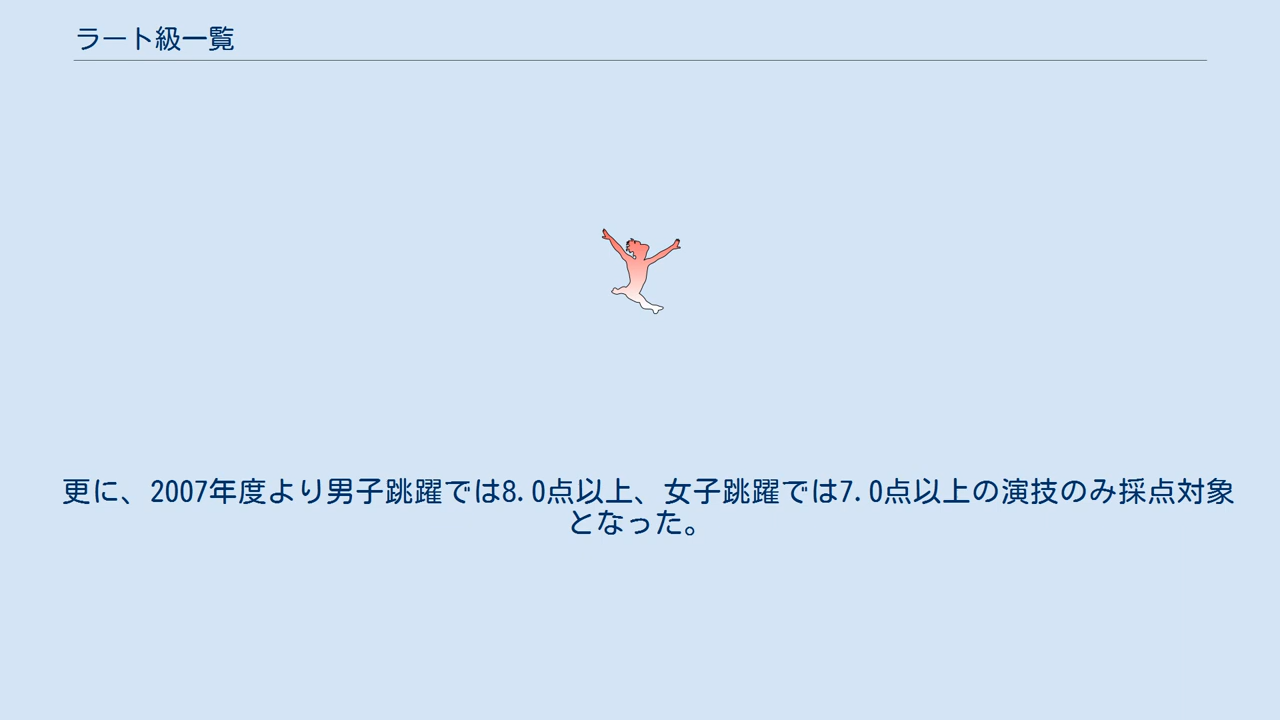 ラート級一覧
更に、2007年度より男子跳躍では8.0点以上、女子跳躍では7.0点以上の演技のみ採点対象
となった。